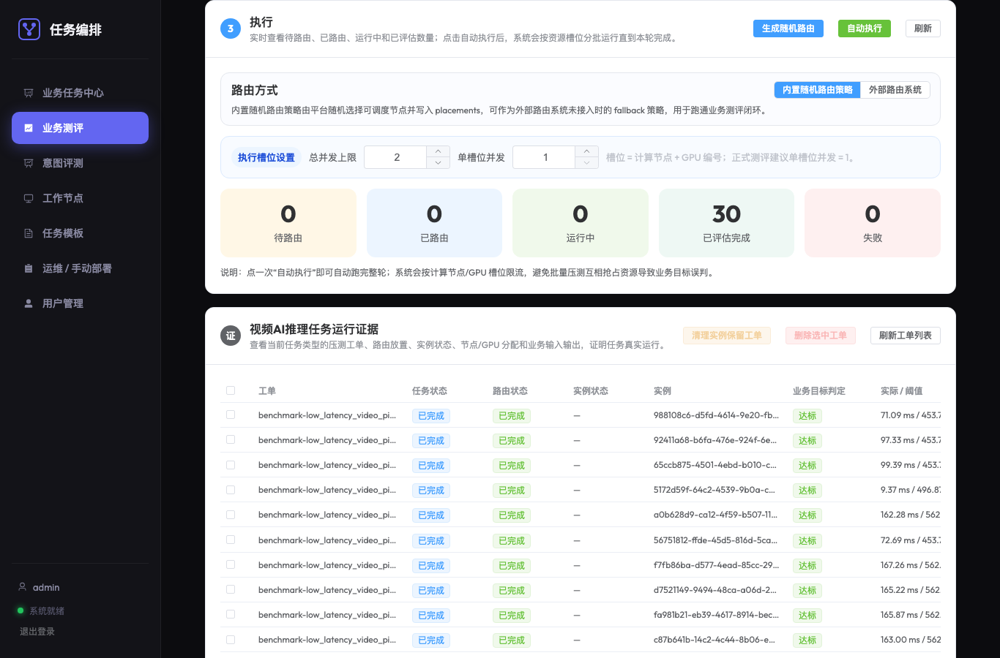 任务编排
业务任务中心
业务测评
意图评测
工作节点
任务模板
运维 / 手动部署
用户管理
admin
系统就绪
退出登录
3
执行
实时查看待路由、已路由、运行中和已评估数量；点击自动执行后，系统会按资源槽位分批运行直到本轮完成。
生成随机路由
自动执行
刷新
路由方式
内置随机路由策略
外部路由系统
内置随机路由策略由平台随机选择可调度节点并写入 placements，可作为外部路由系统未接入时的 fallback 策略，用于跑通业务测评闭环。
执行槽位设置
总并发上限
2
单槽位并发
1
槽位 = 计算节点 + GPU 编号；正式测评建议单槽位并发 = 1。
0
待路由
0
已路由
0
运行中
30
已评估完成
0
失败
说明：点一次“自动执行”即可自动跑完整轮；系统会按计算节点/GPU 槽位限流，避免批量压测互相抢占资源导致业务目标误判。
证
视频AI推理任务运行证据
查看当前任务类型的压测工单、路由放置、实例状态、节点/GPU 分配和业务输入输出，证明任务真实运行。
清理实例保留工单
删除选中工单
刷新工单列表
工单 任务状态 路由状态 实例状态 实例 业务目标判定 实际 / 阈值
benchmark-low_latency_video_pi... 已完成 已完成 — 988108c6-d5fd-4614-9e20-fb... 达标 71.09 ms / 453.7
benchmark-low_latency_video_pi... 已完成 已完成 — 92411a68-b6fa-476e-924f-6e... 达标 97.33 ms / 453.7
benchmark-low_latency_video_pi... 已完成 已完成 — 65ccb875-4501-4ebd-b010-c... 达标 99.39 ms / 453.7
benchmark-low_latency_video_pi... 已完成 已完成 — 5172d59f-64c2-4539-9b0a-c... 达标 9.37 ms / 496.87
benchmark-low_latency_video_pi... 已完成 已完成 — a0b628d9-ca12-4f59-b507-11... 达标 162.28 ms / 562
benchmark-low_latency_video_pi... 已完成 已完成 — 56751812-ffde-45d5-816d-5ca... 达标 72.69 ms / 453.7
benchmark-low_latency_video_pi... 已完成 已完成 — f7fb86ba-d577-4ead-85cc-29... 达标 167.26 ms / 562.
benchmark-low_latency_video_pi... 已完成 已完成 — d7521149-9494-48ca-a06d-2... 达标 165.22 ms / 562.
benchmark-low_latency_video_pi... 已完成 已完成 — fa981b21-eb39-4617-8914-bec... 达标 165.87 ms / 562.
benchmark-low_latency_video_pi... 已完成 已完成 — c87b641b-14c2-4c44-8b06-e... 达标 163.00 ms / 562